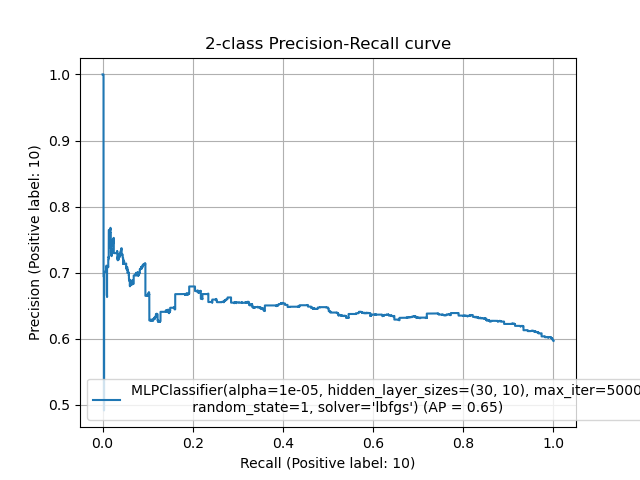 2-class Precision-Recall curve
1.0
0.9
0.8
0.7
0.6
0.5
Precision (Positive label: 10)
MLPClassifier(alpha=1e-05, hidden_layer_sizes=(30, 10), max_iter=5000
random_state=1, solver='lbfgs') (AP = 0.65)
0.0 0.2 0.4 0.6 0.8 1.0
Recall (Positive label: 10)